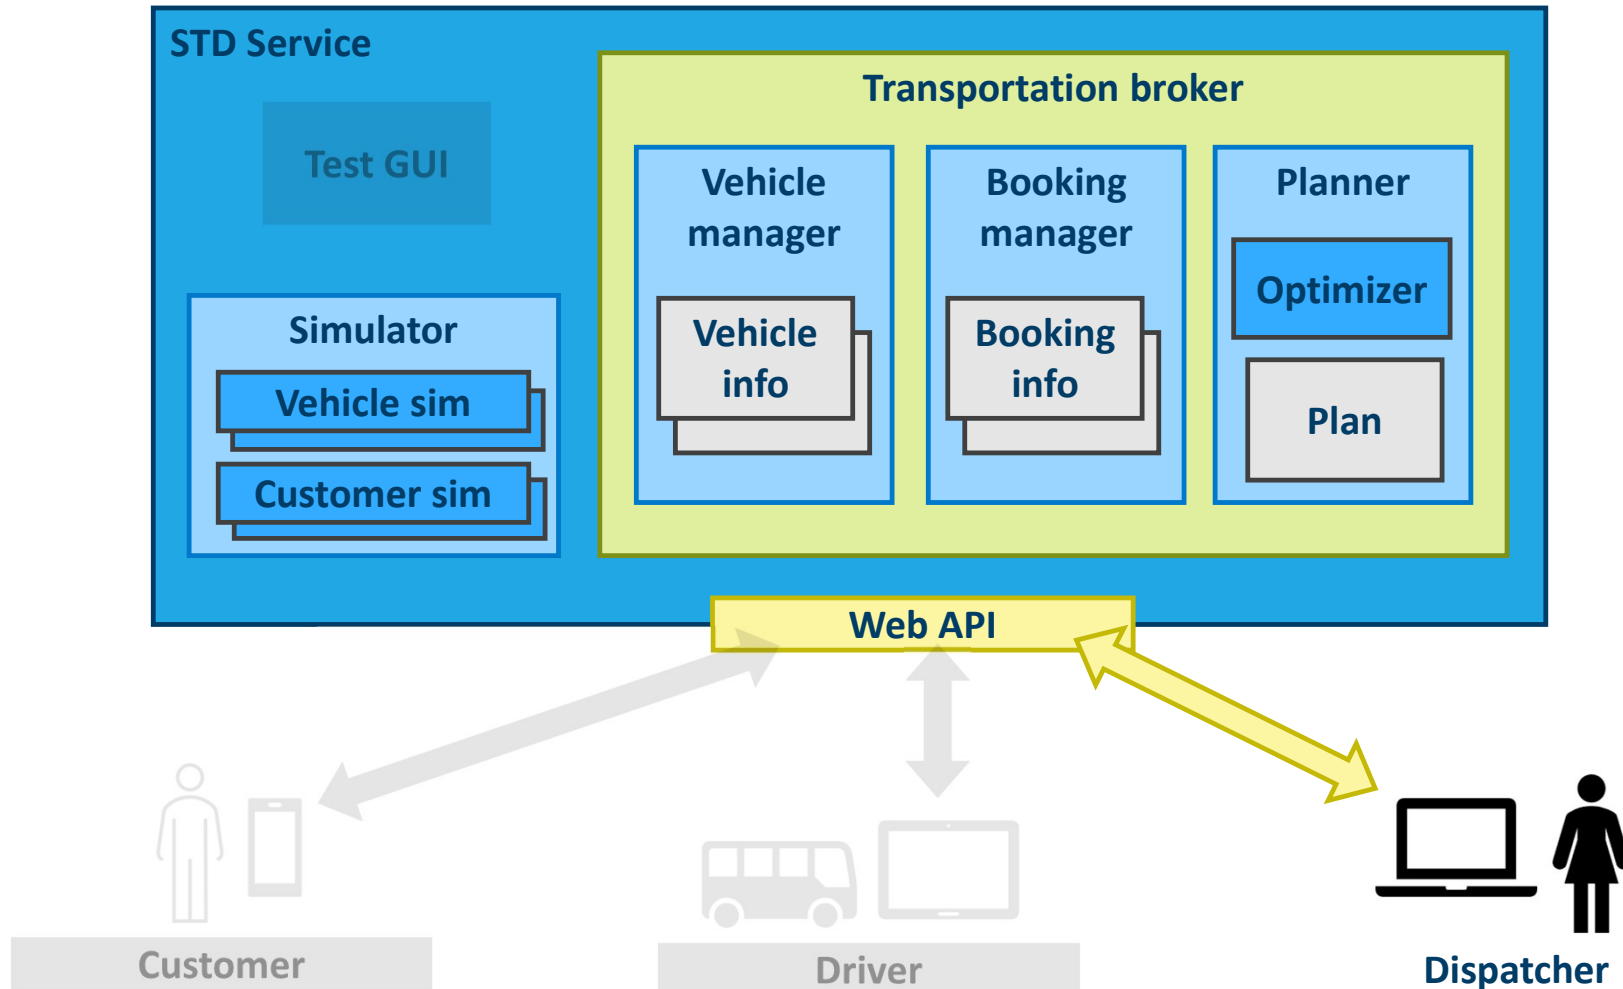 STD Service
Transportation broker
Test GUI
Vehicle
manager
Booking
manager
Planner
Vehicle
info
Booking
info
Optimizer
Plan
Simulator
Vehicle sim
Customer sim
Web API
Customer
Driver
Dispatcher